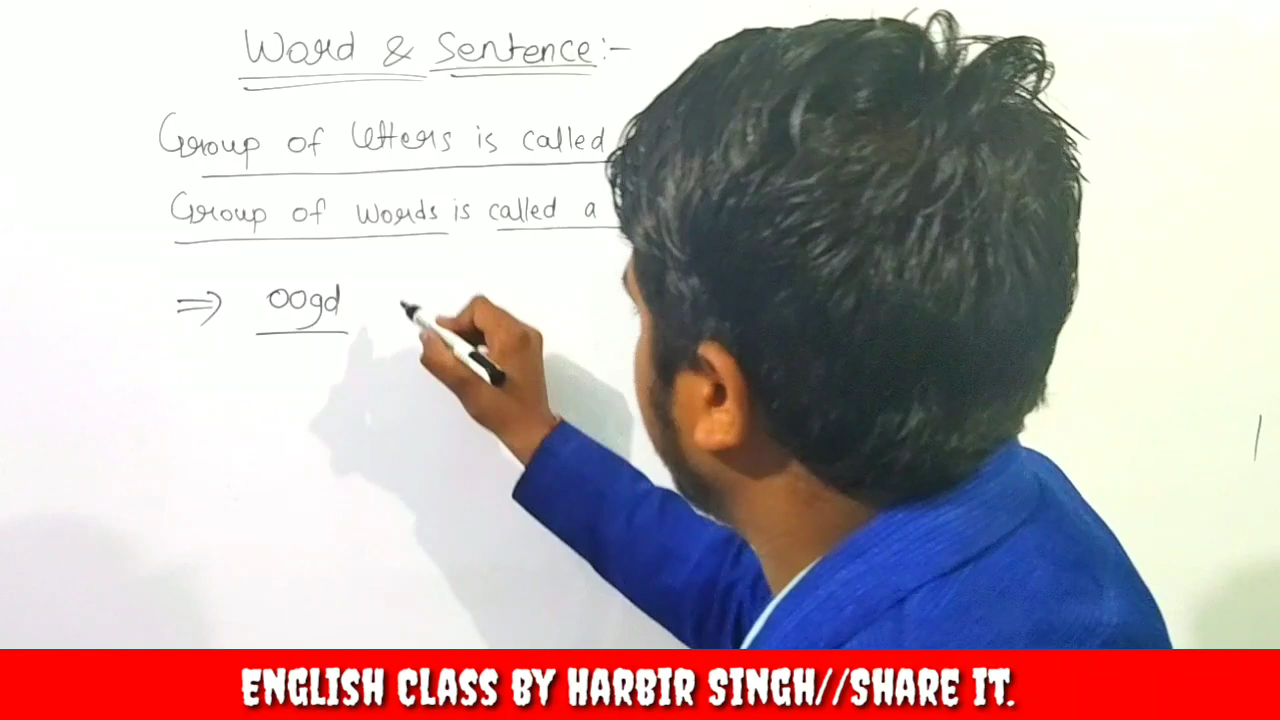 Word & Sentence:-
Group of letters is called
Group of words is called a
⇒ oogd
ENGLISH CLASS BY HARBIR SINGH//SHARE IT.